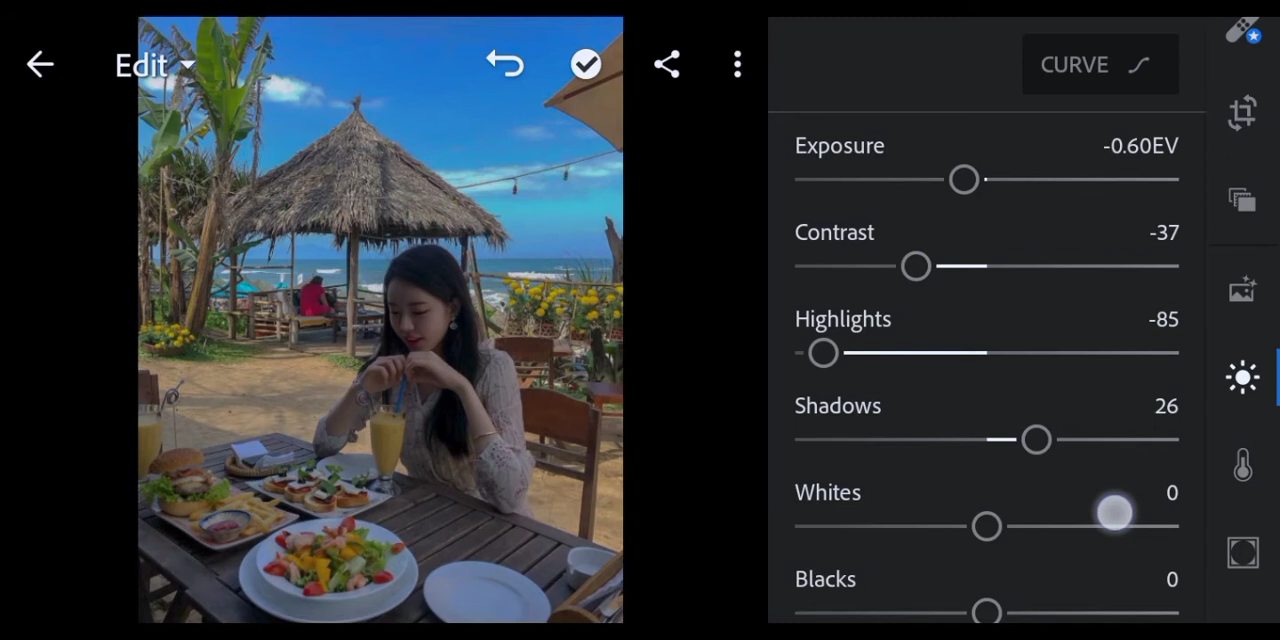 Edit
CURVE
Exposure -0.60EV
Contrast -37
Highlights -85
Shadows 26
Whites 0
Blacks 0